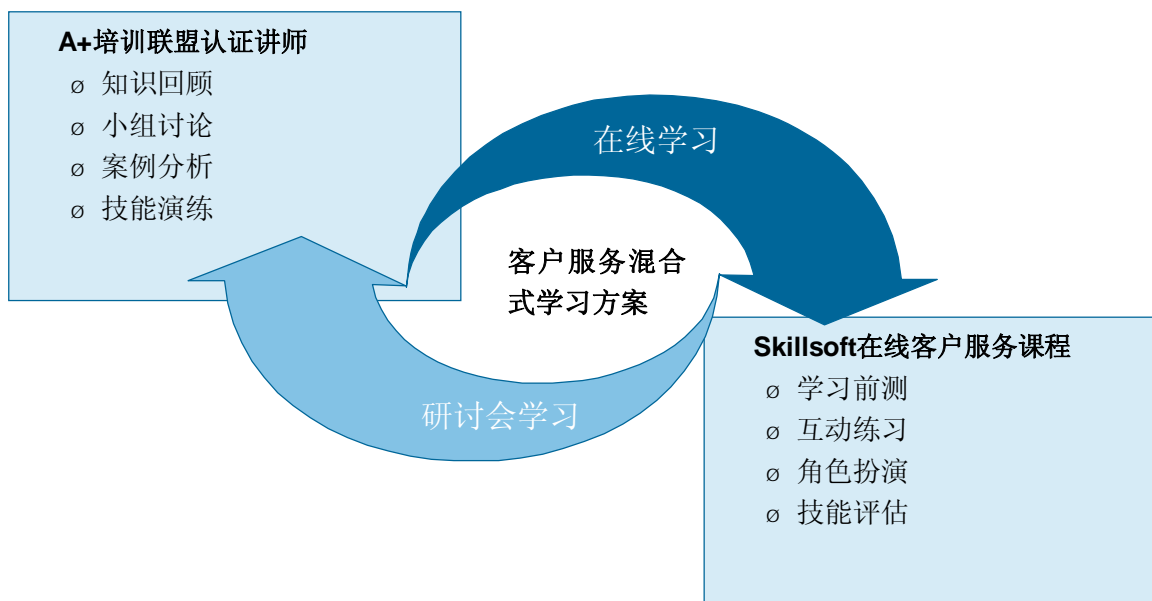 A+培训联盟认证讲师
Ø 知识回顾
Ø 小组讨论
Ø 案例分析
Ø 技能演练
在线学习
客户服务混合
式学习方案
研讨会学习
Skillsoft在线客户服务课程
Ø 学习前测
Ø 互动练习
Ø 角色扮演
Ø 技能评估